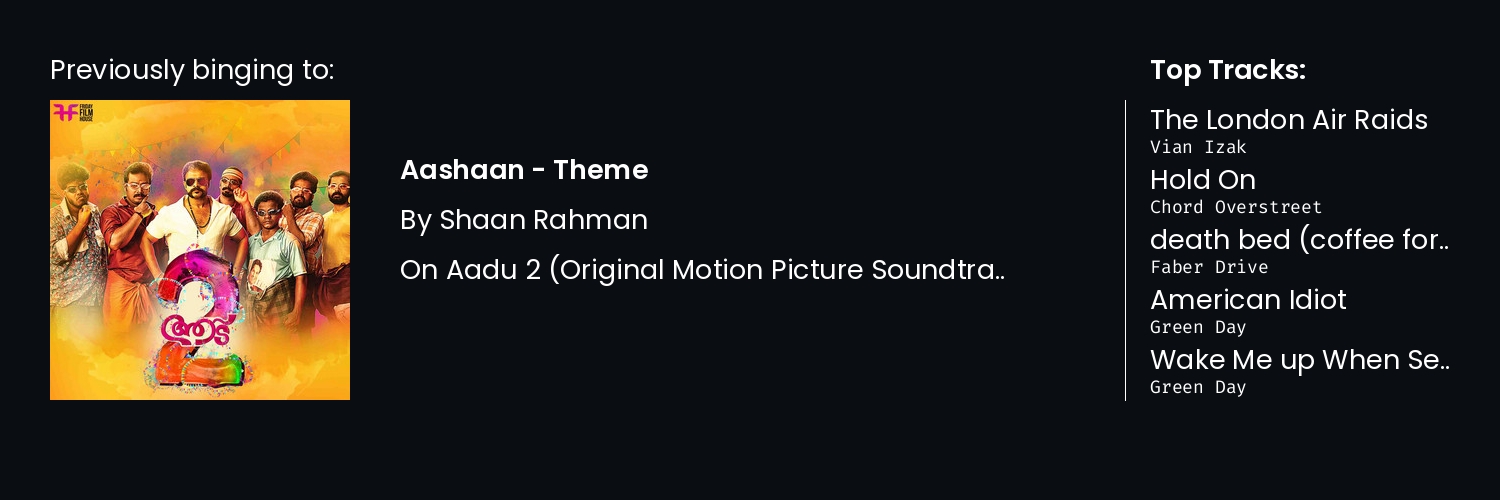 Previously binging to:
FRIDAY
FILM
HOUSE
ആട്
2
Aashaan - Theme
By Shaan Rahman
On Aadu 2 (Original Motion Picture Soundtra..
Top Tracks:
The London Air Raids
Vian Izak
Hold On
Chord Overstreet
death bed (coffee for..
Faber Drive
American Idiot
Green Day
Wake Me up When Se..
Green Day